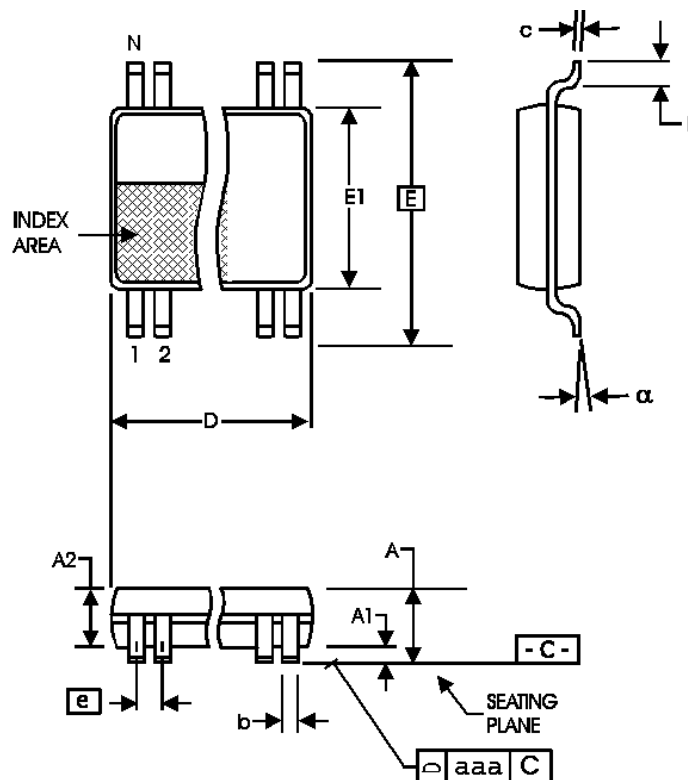 N
c
INDEX
AREA
E1
E
1 2
α
D
A2
A
A1
- C -
e
b
SEATING
PLANE
aaa C